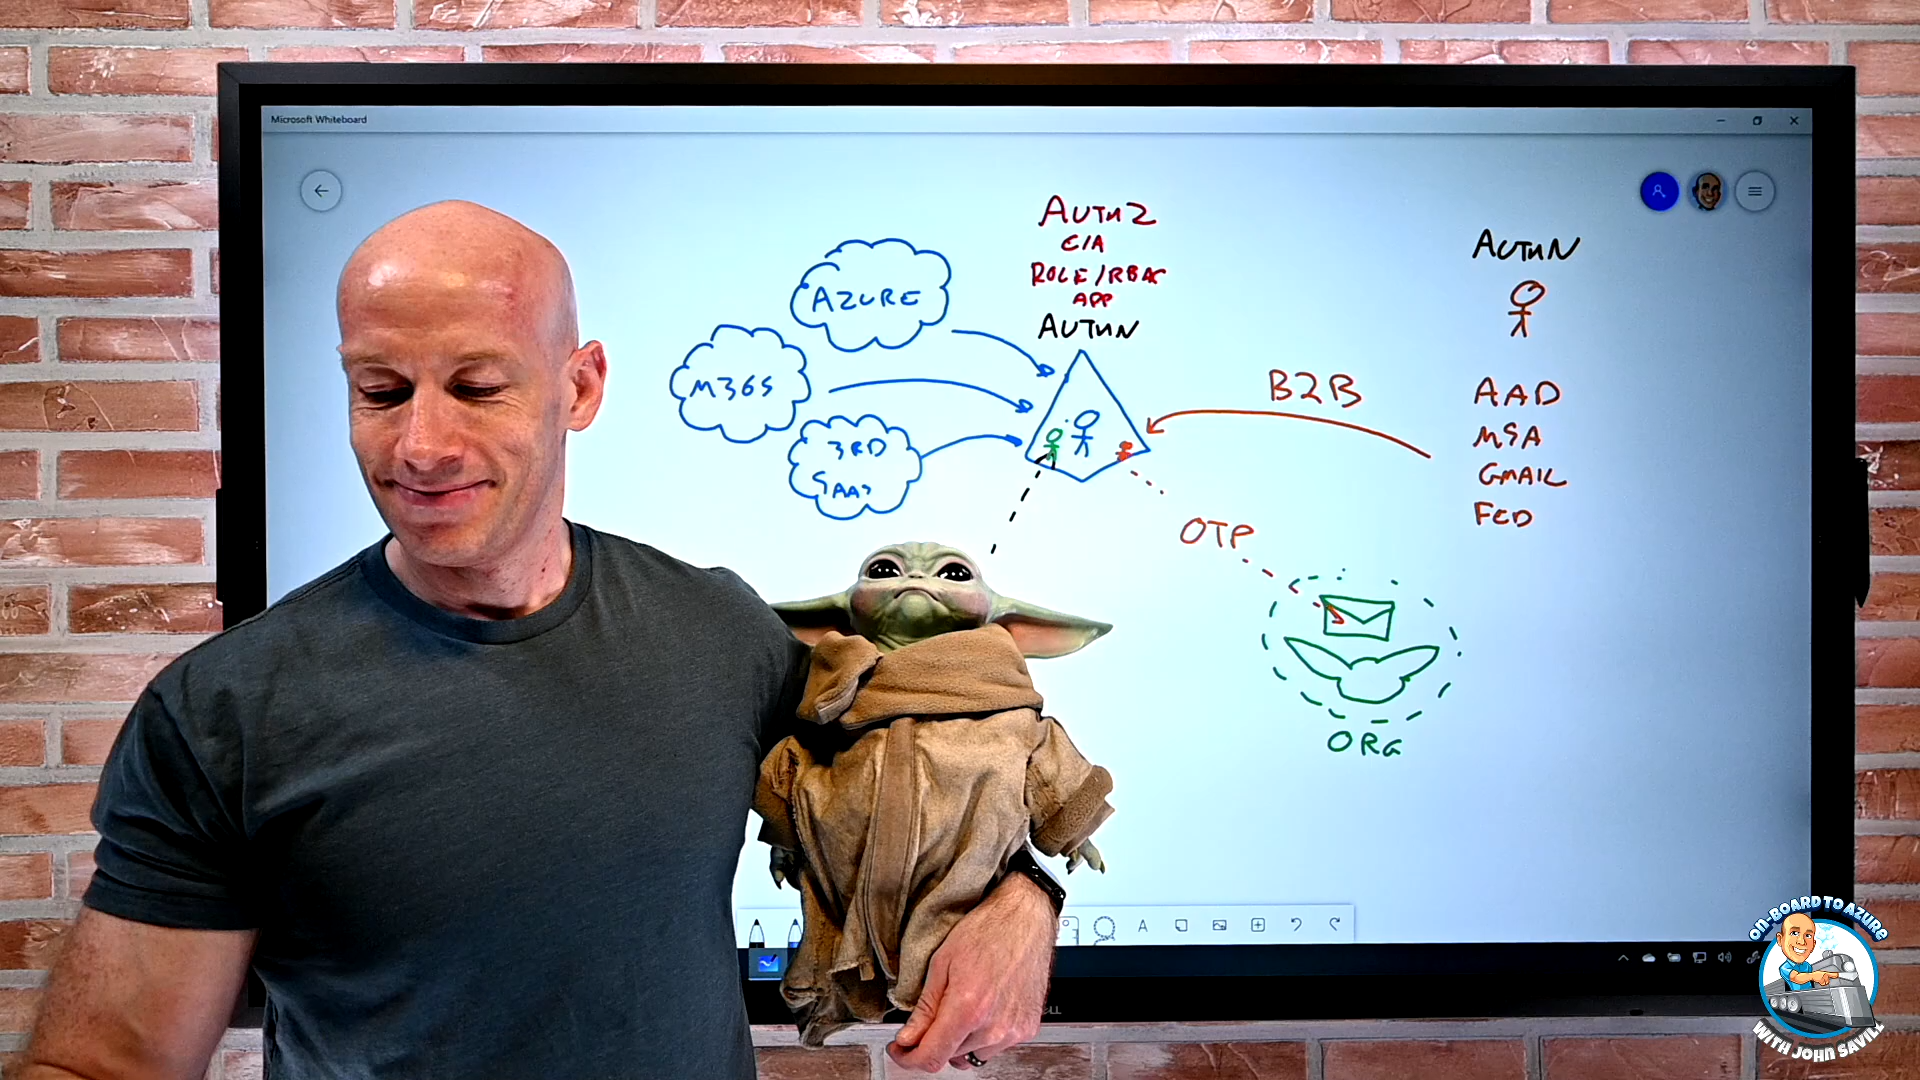 Microsoft Whiteboard
AUTHZ
C/A
ROLE/RBAC
APP
AUTHN
AZURE
M365
3RD
SAAS
B2B
AUTHN
AAD
MSA
GMAIL
FED
OTP
ORG
A
ON-BOARD TO AZURE
WITH JOHN SAVILL